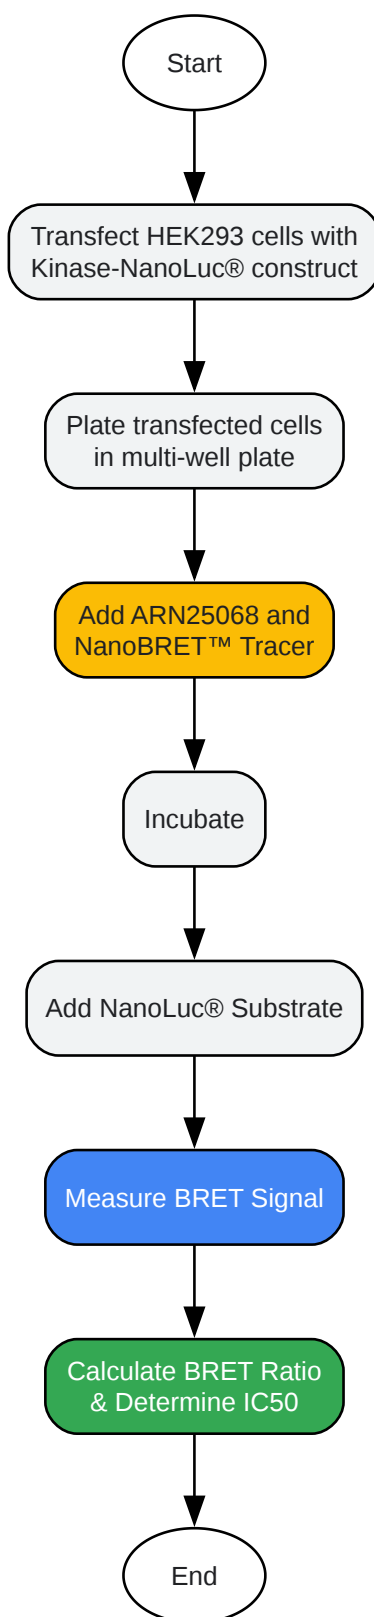 Start
Transfect HEK293 cells with
Kinase-NanoLuc® construct
Plate transfected cells
in multi-well plate
Add ARN25068 and
NanoBRET™ Tracer
Incubate
Add NanoLuc® Substrate
Measure BRET Signal
Calculate BRET Ratio
& Determine IC50
End